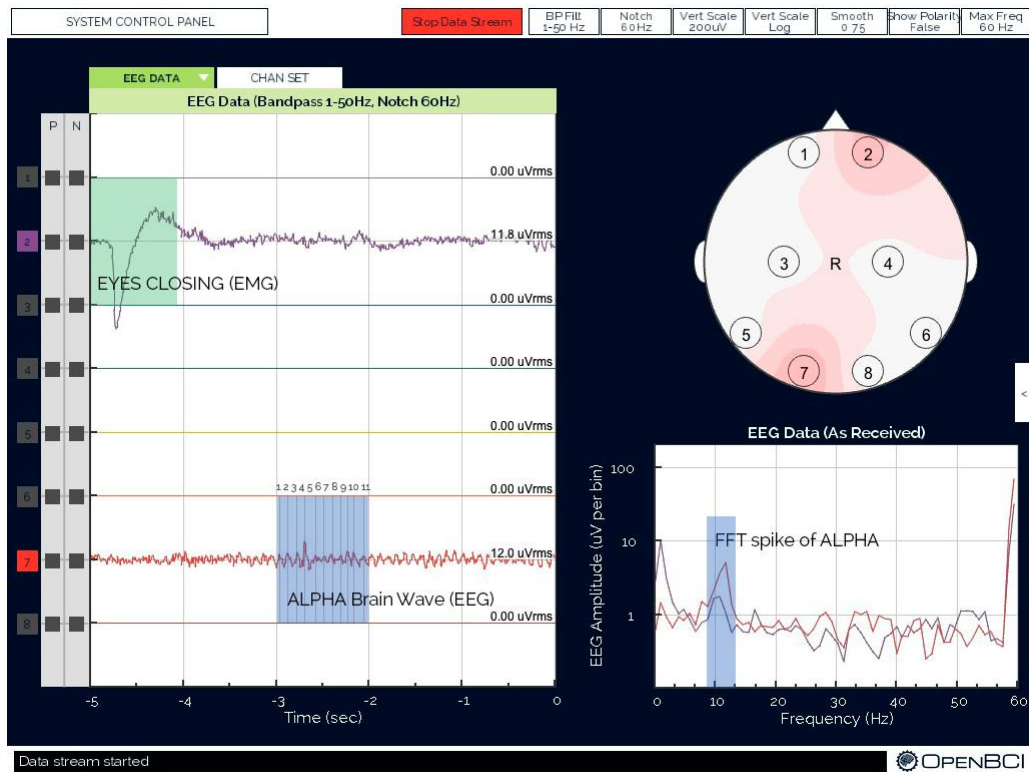 SYSTEM CONTROL PANEL
Stop Data Stream
BP Filt
1-50 Hz
Notch
60Hz
Vert Scale
200uV
Vert Scale
Log
Smooth
0.75
Show Polarity
False
Max Freq
60 Hz
EEG DATA
CHAN SET
EEG Data (Bandpass 1-50Hz, Notch 60Hz)
P N
1
0.00 uVrms
2
11.8 uVrms
EYES CLOSING (EMG)
3
0.00 uVrms
4
0.00 uVrms
5
0.00 uVrms
6
0.00 uVrms
1 2 3 4 5 6 7 8 9 10 11
7
12.0 uVrms
ALPHA Brain Wave (EEG)
8
0.00 uVrms
-5 -4 -3 -2 -1 0
Time (sec)
1 2
3 R 4
5 6
7 8
<
EEG Data (As Received)
EEG Amplitude (uV per bin)
100
10
1
FFT spike of ALPHA
0 10 20 30 40 50 60
Frequency (Hz)
Data stream started
OPENBCI